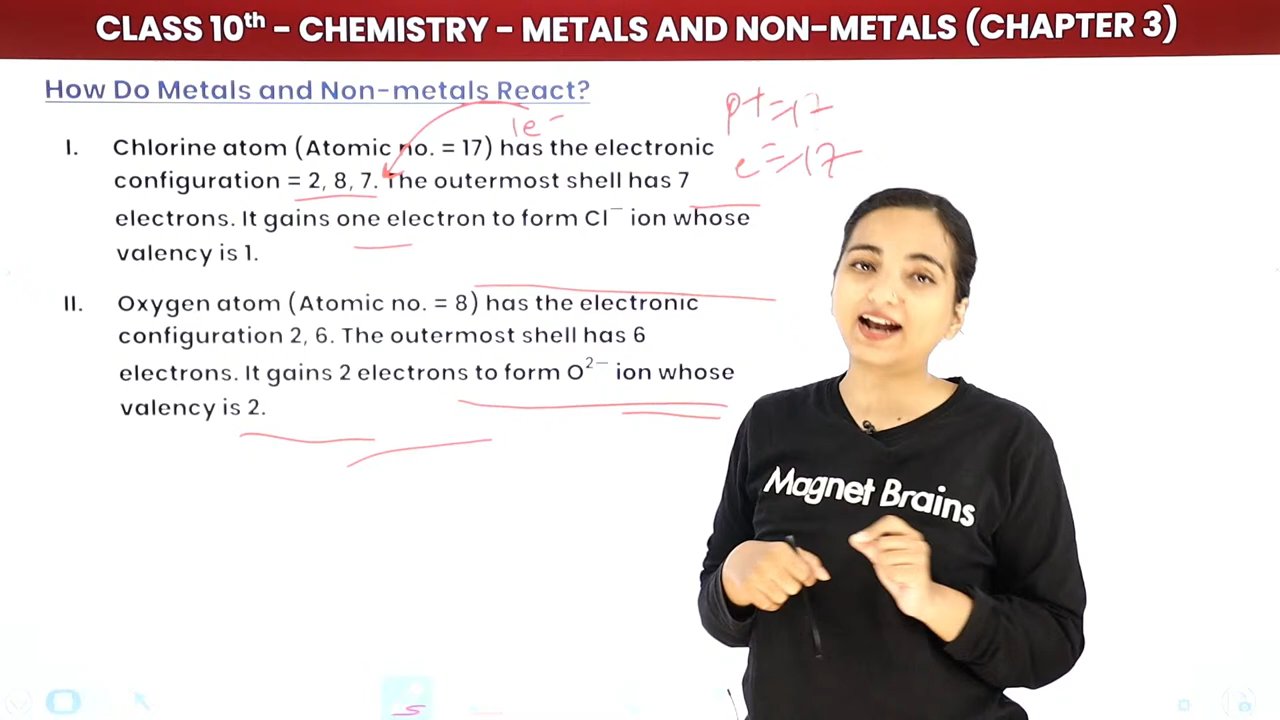 CLASS 10th - CHEMISTRY - METALS AND NON-METALS (CHAPTER 3)
How Do Metals and Non-metals React?
p+ = 17
1e-
I. Chlorine atom (Atomic no. = 17) has the electronic
e- = 17
configuration = 2, 8, 7. The outermost shell has 7
electrons. It gains one electron to form Cl⁻ ion whose
valency is 1.
II. Oxygen atom (Atomic no. = 8) has the electronic
configuration 2, 6. The outermost shell has 6
electrons. It gains 2 electrons to form O²⁻ ion whose
valency is 2.
Magnet Brains